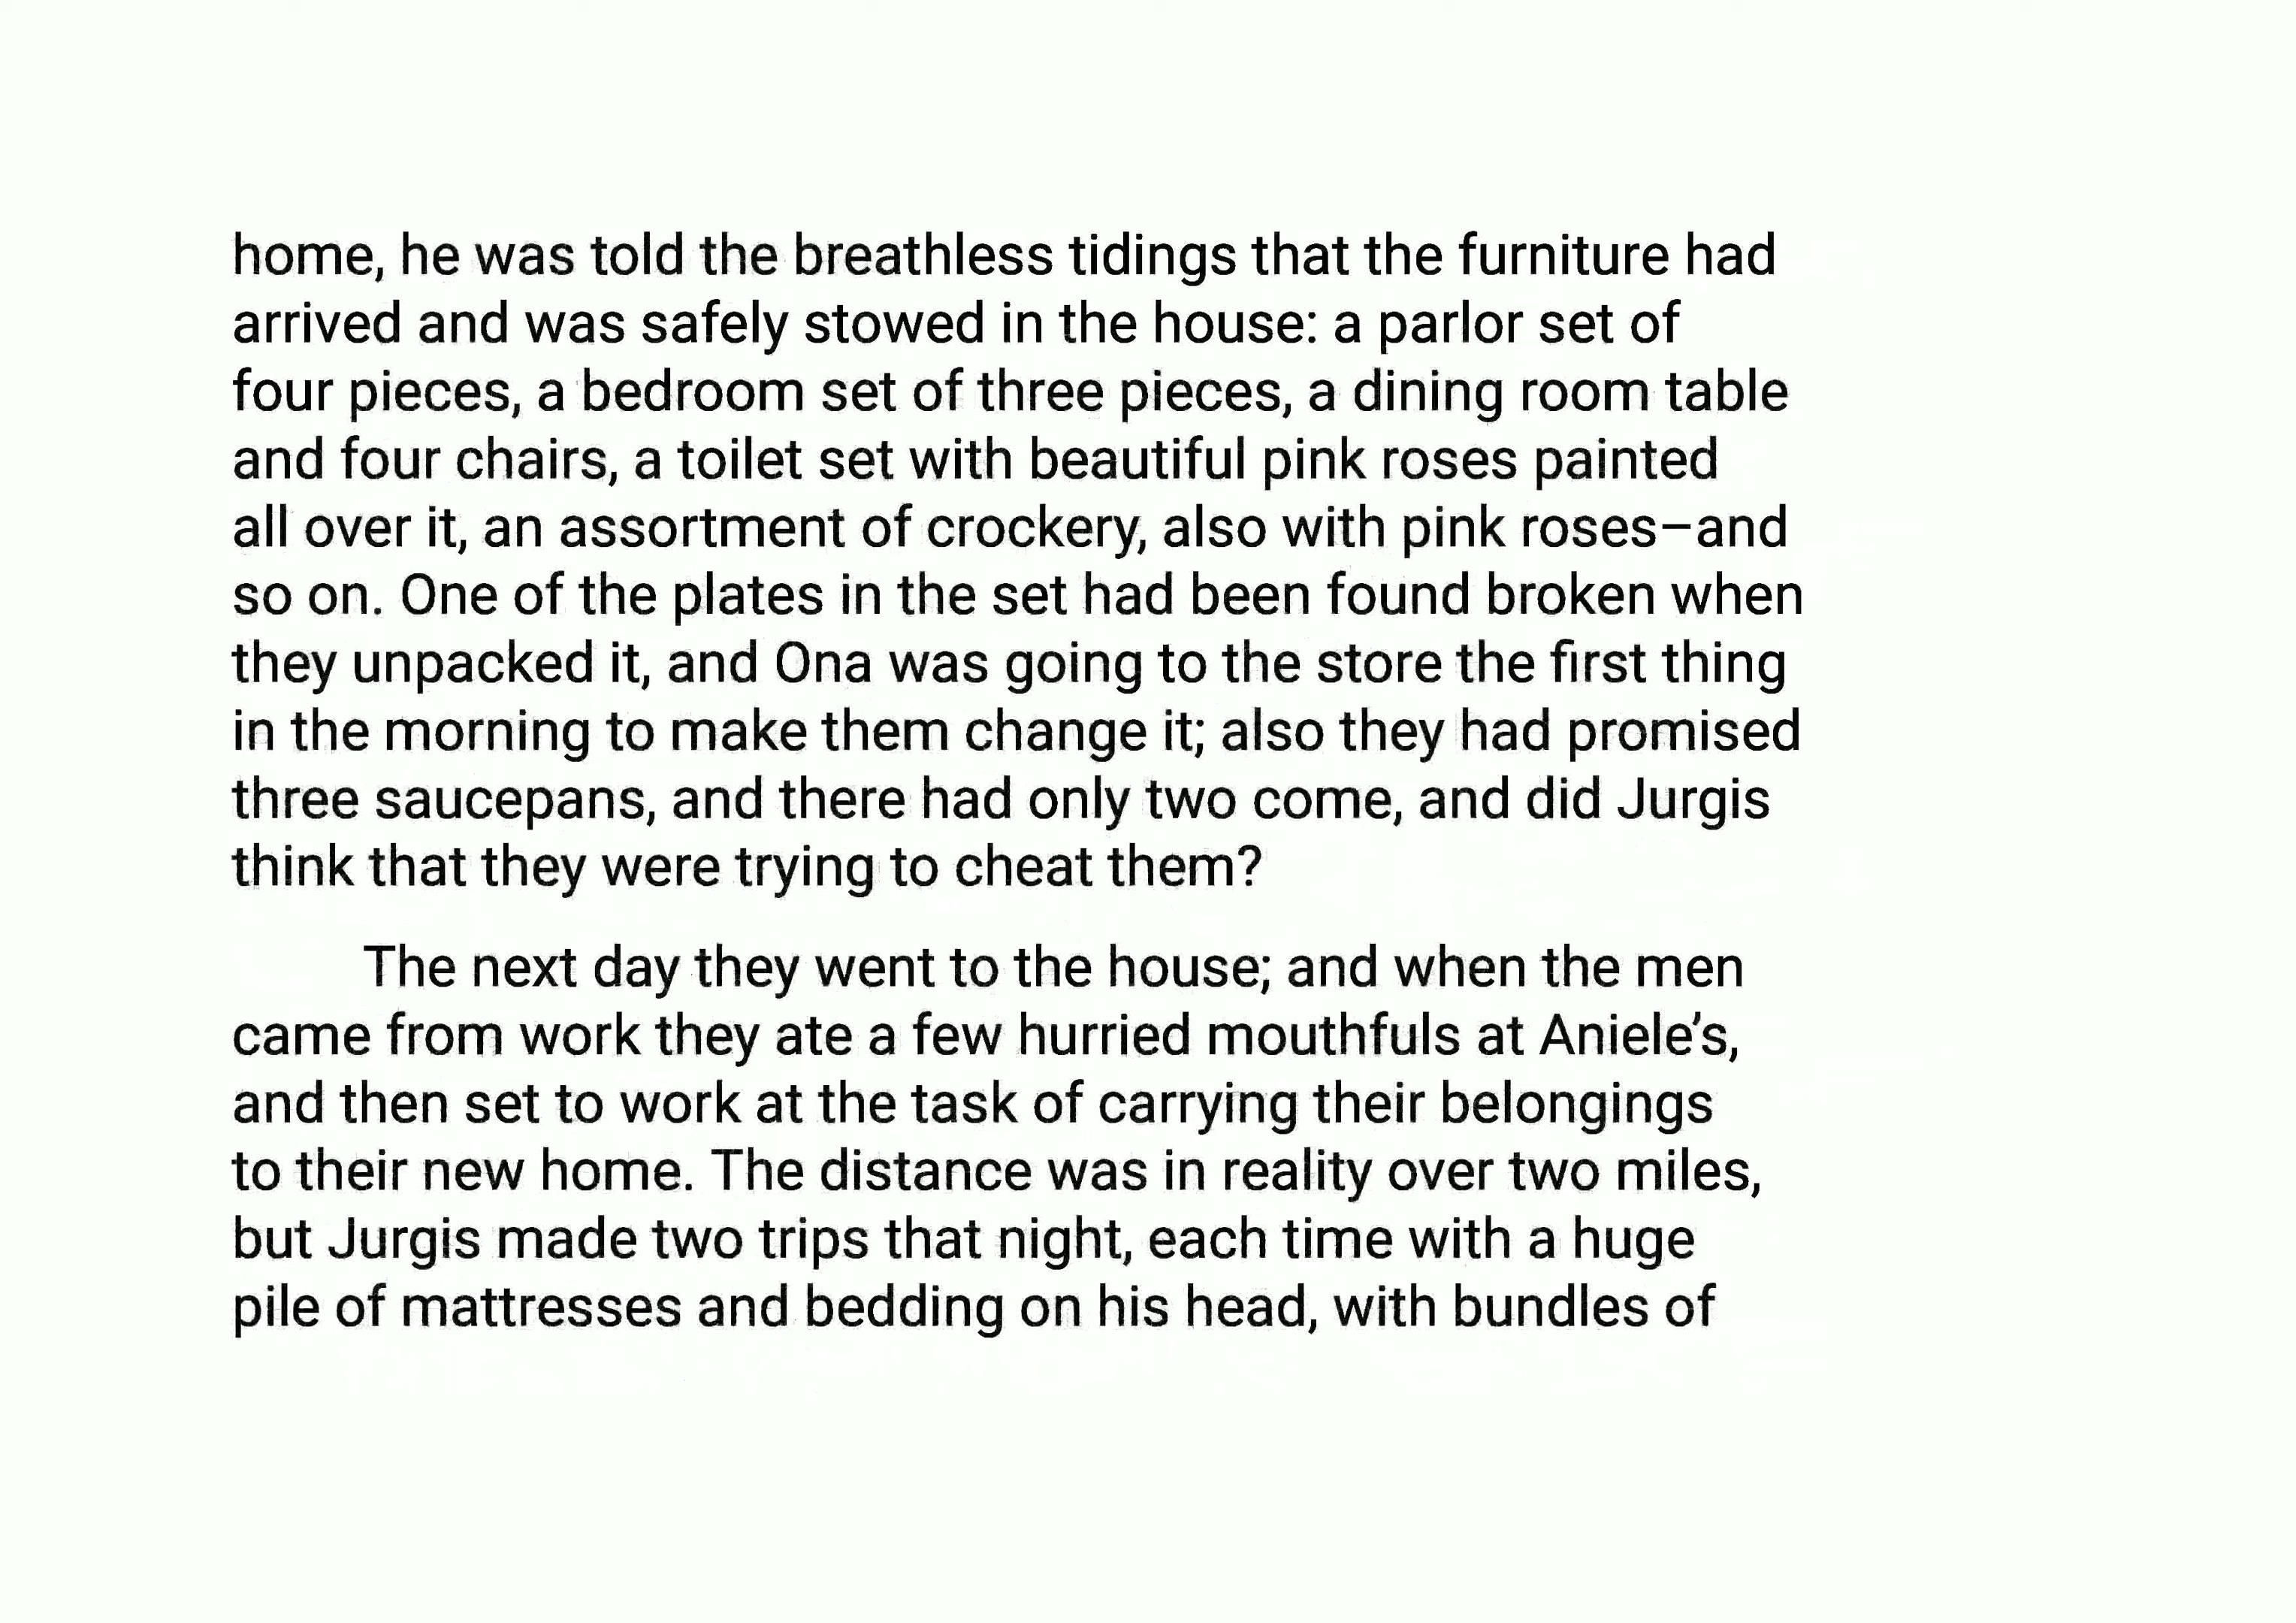 home, he was told the breathless tidings that the furniture had
arrived and was safely stowed in the house: a parlor set of
four pieces, a bedroom set of three pieces, a dining room table
and four chairs, a toilet set with beautiful pink roses painted
all over it, an assortment of crockery, also with pink roses–and
so on. One of the plates in the set had been found broken when
they unpacked it, and Ona was going to the store the first thing
in the morning to make them change it; also they had promised
three saucepans, and there had only two come, and did Jurgis
think that they were trying to cheat them?
The next day they went to the house; and when the men
came from work they ate a few hurried mouthfuls at Aniele’s,
and then set to work at the task of carrying their belongings
to their new home. The distance was in reality over two miles,
but Jurgis made two trips that night, each time with a huge
pile of mattresses and bedding on his head, with bundles of